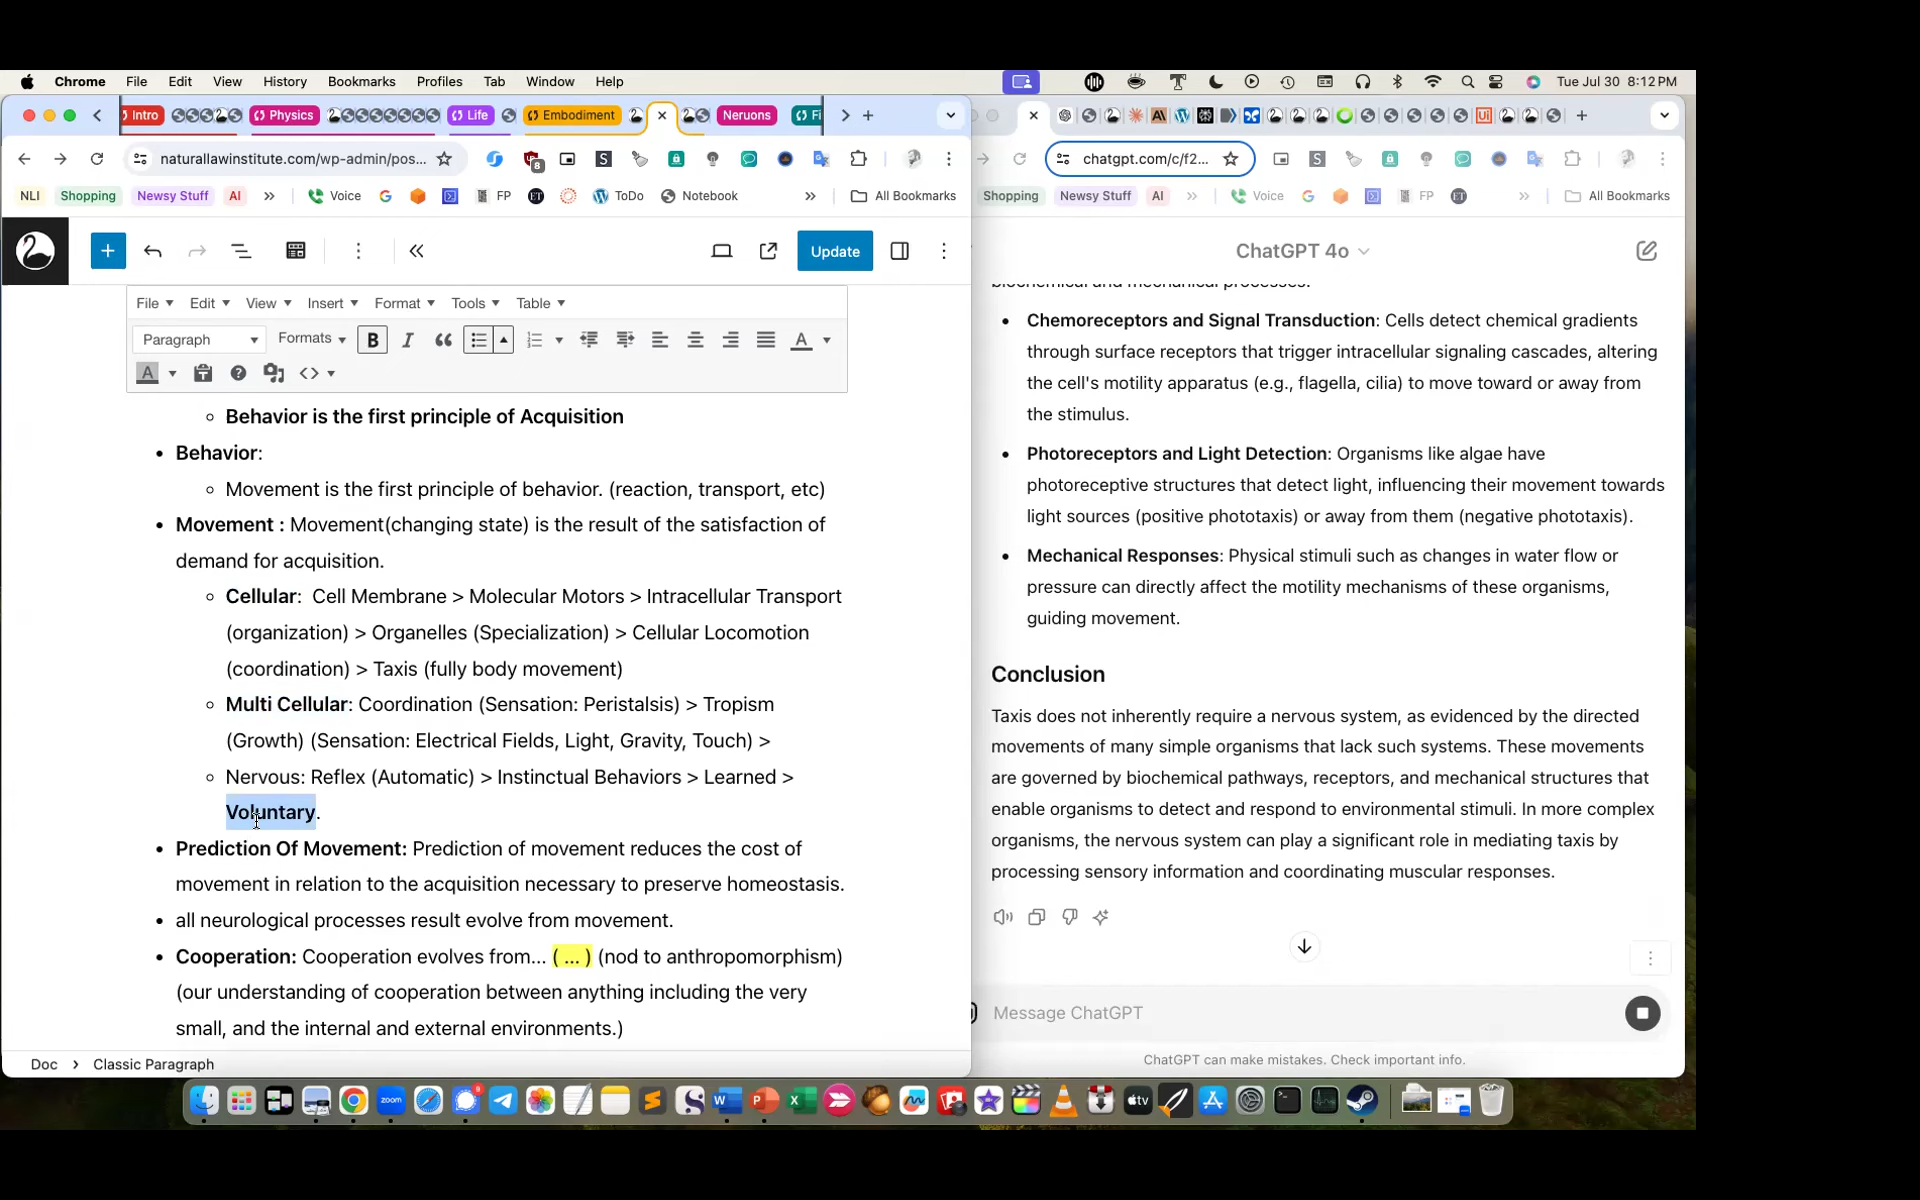 Chrome File Edit View History Bookmarks Profiles Tab Window Help
Tue Jul 30 8:12 PM
Intro Physics Life Embodiment Neruons Fi
naturallawinstitute.com/wp-admin/pos...
8
NLI Shopping Newsy Stuff AI » Voice FP ET ToDo Notebook » All Bookmarks
+ Update
File Edit View Insert Format Tools Table
Paragraph Formats B I A
A
Behavior is the first principle of Acquisition
Behavior:
Movement is the first principle of behavior. (reaction, transport, etc)
Movement : Movement(changing state) is the result of the satisfaction of
demand for acquisition.
Cellular: Cell Membrane > Molecular Motors > Intracellular Transport
(organization) > Organelles (Specialization) > Cellular Locomotion
(coordination) > Taxis (fully body movement)
Multi Cellular: Coordination (Sensation: Peristalsis) > Tropism
(Growth) (Sensation: Electrical Fields, Light, Gravity, Touch) >
Nervous: Reflex (Automatic) > Instinctual Behaviors > Learned >
Voluntary.
Prediction Of Movement: Prediction of movement reduces the cost of
movement in relation to the acquisition necessary to preserve homeostasis.
all neurological processes result evolve from movement.
Cooperation: Cooperation evolves from... ( ... ) (nod to anthropomorphism)
(our understanding of cooperation between anything including the very
small, and the internal and external environments.)
Doc > Classic Paragraph
chatgpt.com/c/f2...
Shopping Newsy Stuff AI » Voice FP ET » All Bookmarks
ChatGPT 4o
biochemical and mechanical processes.
Chemoreceptors and Signal Transduction: Cells detect chemical gradients
through surface receptors that trigger intracellular signaling cascades, altering
the cell's motility apparatus (e.g., flagella, cilia) to move toward or away from
the stimulus.
Photoreceptors and Light Detection: Organisms like algae have
photoreceptive structures that detect light, influencing their movement towards
light sources (positive phototaxis) or away from them (negative phototaxis).
Mechanical Responses: Physical stimuli such as changes in water flow or
pressure can directly affect the motility mechanisms of these organisms,
guiding movement.
Conclusion
Taxis does not inherently require a nervous system, as evidenced by the directed
movements of many simple organisms that lack such systems. These movements
are governed by biochemical pathways, receptors, and mechanical structures that
enable organisms to detect and respond to environmental stimuli. In more complex
organisms, the nervous system can play a significant role in mediating taxis by
processing sensory information and coordinating muscular responses.
Message ChatGPT
ChatGPT can make mistakes. Check important info.
zoom
tv